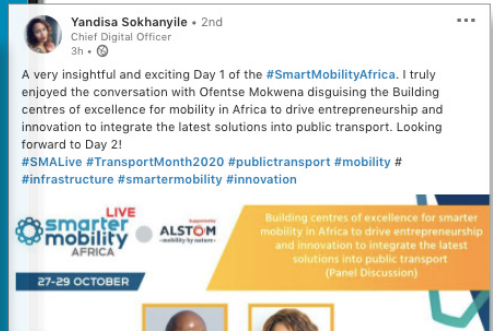 Yandisa Sokhanyile • 2nd
Chief Digital Officer
3h •
A very insightful and exciting Day 1 of the #SmartMobilityAfrica. I truly
enjoyed the conversation with Ofentse Mokwena disguising the Building
centres of excellence for mobility in Africa to drive entrepreneurship and
innovation to integrate the latest solutions into public transport. Looking
forward to Day 2!
#SMALive #TransportMonth2020 #publictransport #mobility #
#infrastructure #smartermobility #innovation
LIVE
smarter
mobility
AFRICA
Supported by
ALSTOM
• mobility by nature •
27-29 OCTOBER
Building centres of excellence for smarter
mobility in Africa to drive entrepreneurship
and innovation to integrate the latest
solutions into public transport
(Panel Discussion)